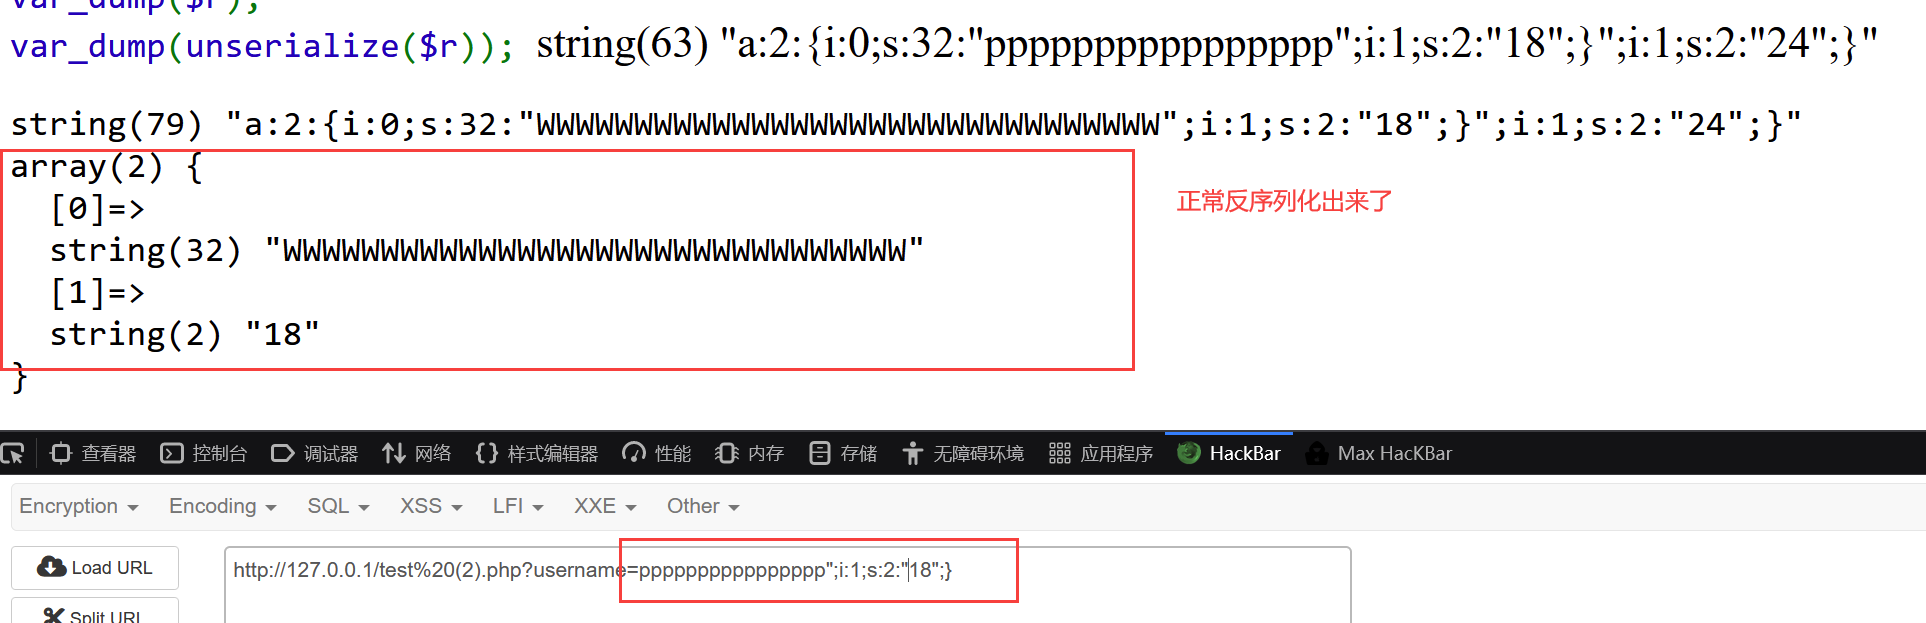 var_dump($r);
var_dump(unserialize($r)); string(63) "a:2:{i:0;s:32:"pppppppppppppppp";i:1;s:2:"18";}";i:1;s:2:"24";}"
string(79) "a:2:{i:0;s:32:"WWWWWWWWWWWWWWWWWWWWWWWWWWWWWWWW";i:1;s:2:"18";}";i:1;s:2:"24";}"
array(2) {
[0]=>
正常反序列化出来了
string(32) "WWWWWWWWWWWWWWWWWWWWWWWWWWWWWWWW"
[1]=>
string(2) "18"
}
查看器 控制台 调试器 网络 样式编辑器 性能 内存 存储 无障碍环境 应用程序 HackBar Max HacKBar
Encryption Encoding SQL XSS LFI XXE Other
Load URL http://127.0.0.1/test%20(2).php?username=pppppppppppppppp";i:1;s:2:"18";}
Split URL